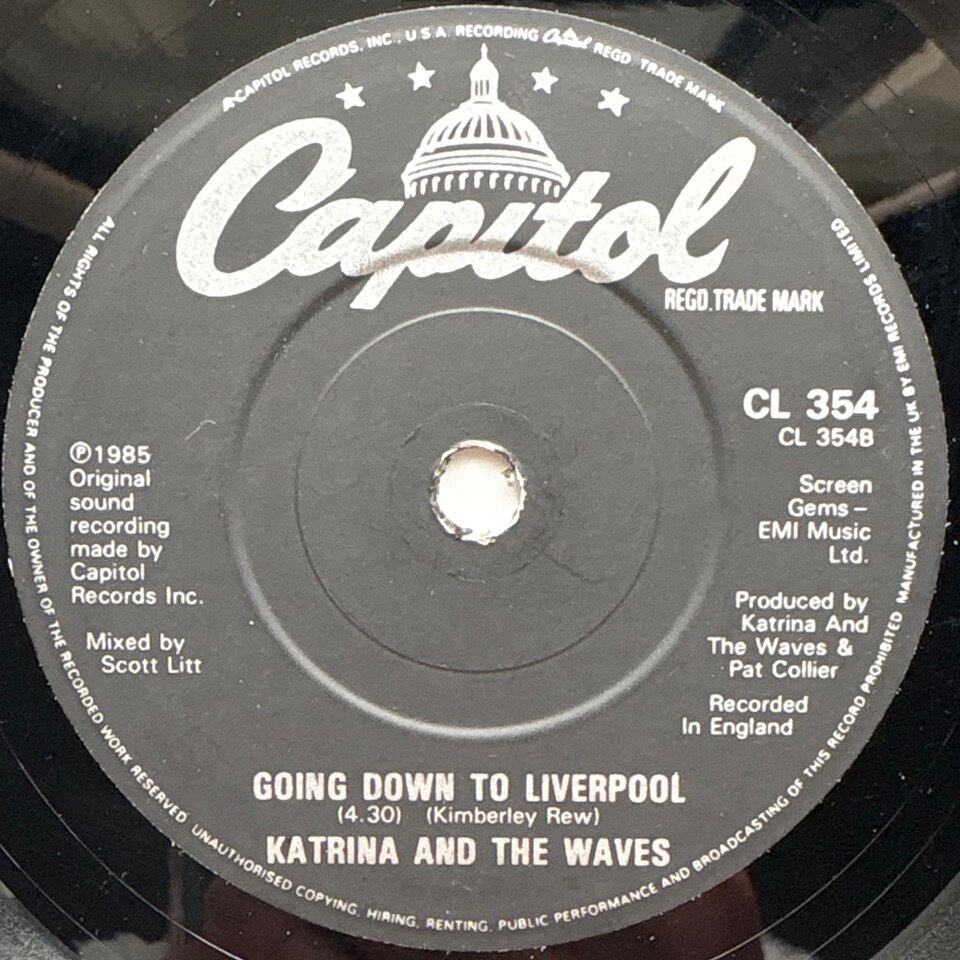 A CAPITOL RECORDS, INC., U.S.A. RECORDING Capitol REGD. TRADE MARK
Capitol
REGD. TRADE MARK
CL 354
CL 354B
℗1985
Original
sound
recording
made by
Capitol
Records Inc.
Mixed by
Scott Litt
Screen
Gems –
EMI Music
Ltd.
Produced by
Katrina And
The Waves &
Pat Collier
Recorded
In England
GOING DOWN TO LIVERPOOL
(4.30) (Kimberley Rew)
KATRINA AND THE WAVES
ALL RIGHTS OF THE PRODUCER AND OF THE OWNER OF THE RECORDED WORK RESERVED. UNAUTHORISED COPYING, HIRING, RENTING, PUBLIC PERFORMANCE AND BROADCASTING OF THIS RECORD PROHIBITED MANUFACTURED IN THE UK BY EMI RECORDS LIMITED